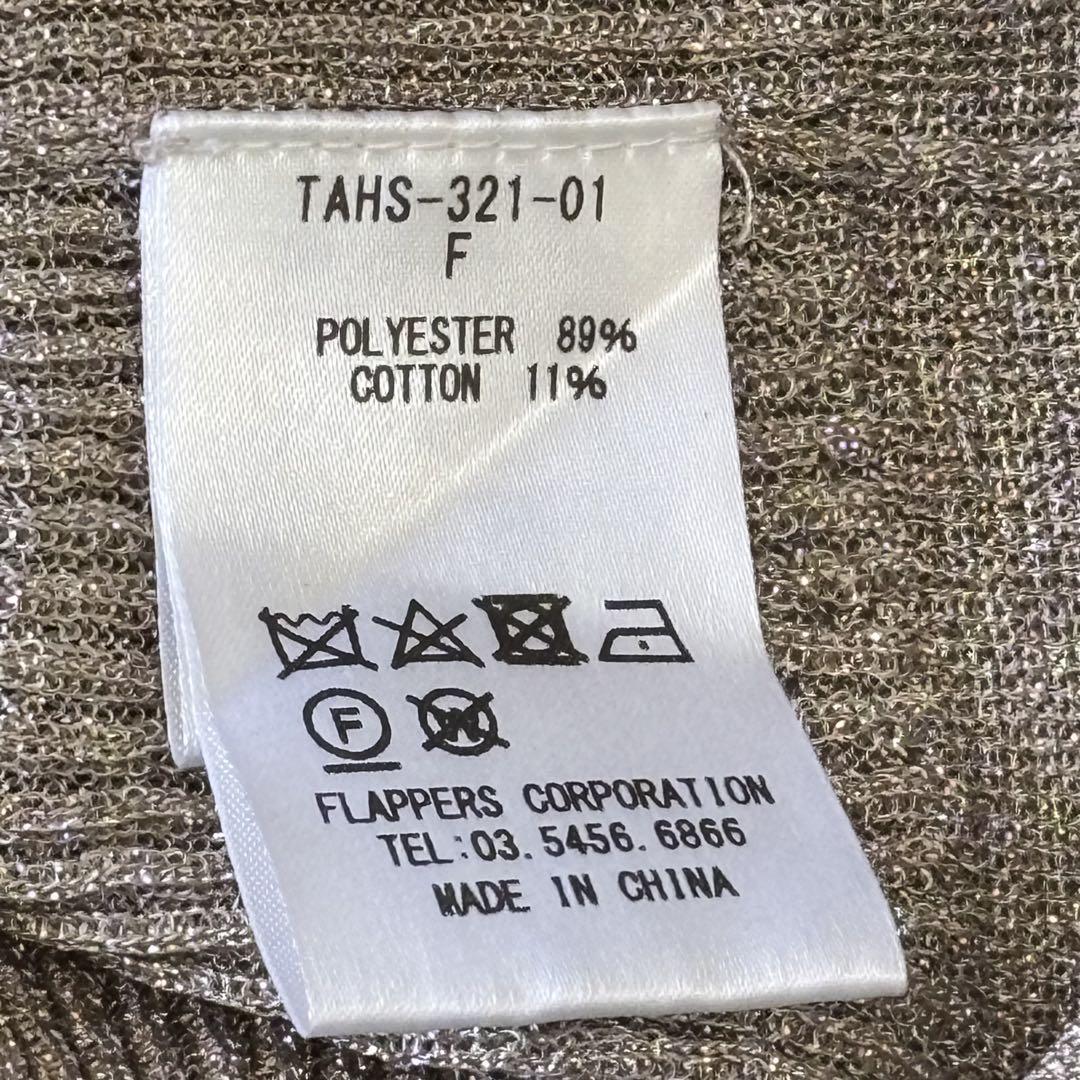 TAHS-321-01
F
POLYESTER 89%
COTTON 11%
F W
FLAPPERS CORPORATION
TEL:03.5456.6866
MADE IN CHINA